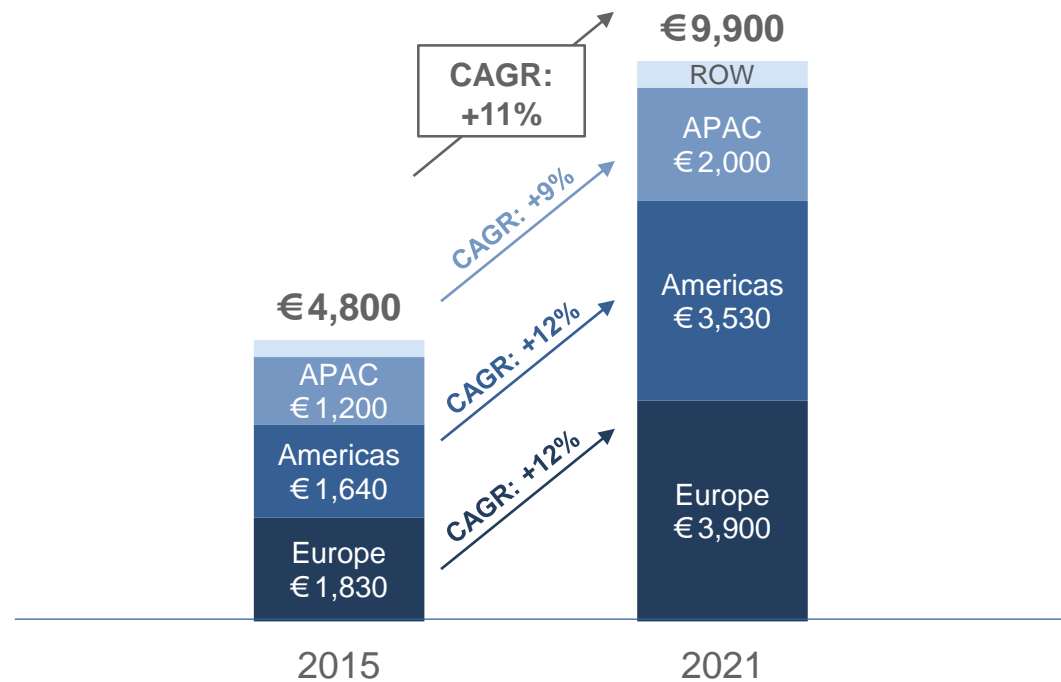 €9,900
CAGR:
+11%
ROW
APAC
€2,000
CAGR: +9%
Americas
€3,530
€4,800
CAGR: +12%
APAC
€1,200
Americas
€1,640
CAGR: +12%
Europe
€3,900
Europe
€1,830
2015
2021